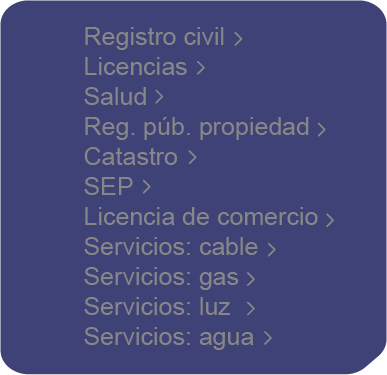 Registro civil >
Licencias >
Salud >
Reg. púb. propiedad >
Catastro >
SEP >
Licencia de comercio >
Servicios: cable >
Servicios: gas >
Servicios: luz >
Servicios: agua >